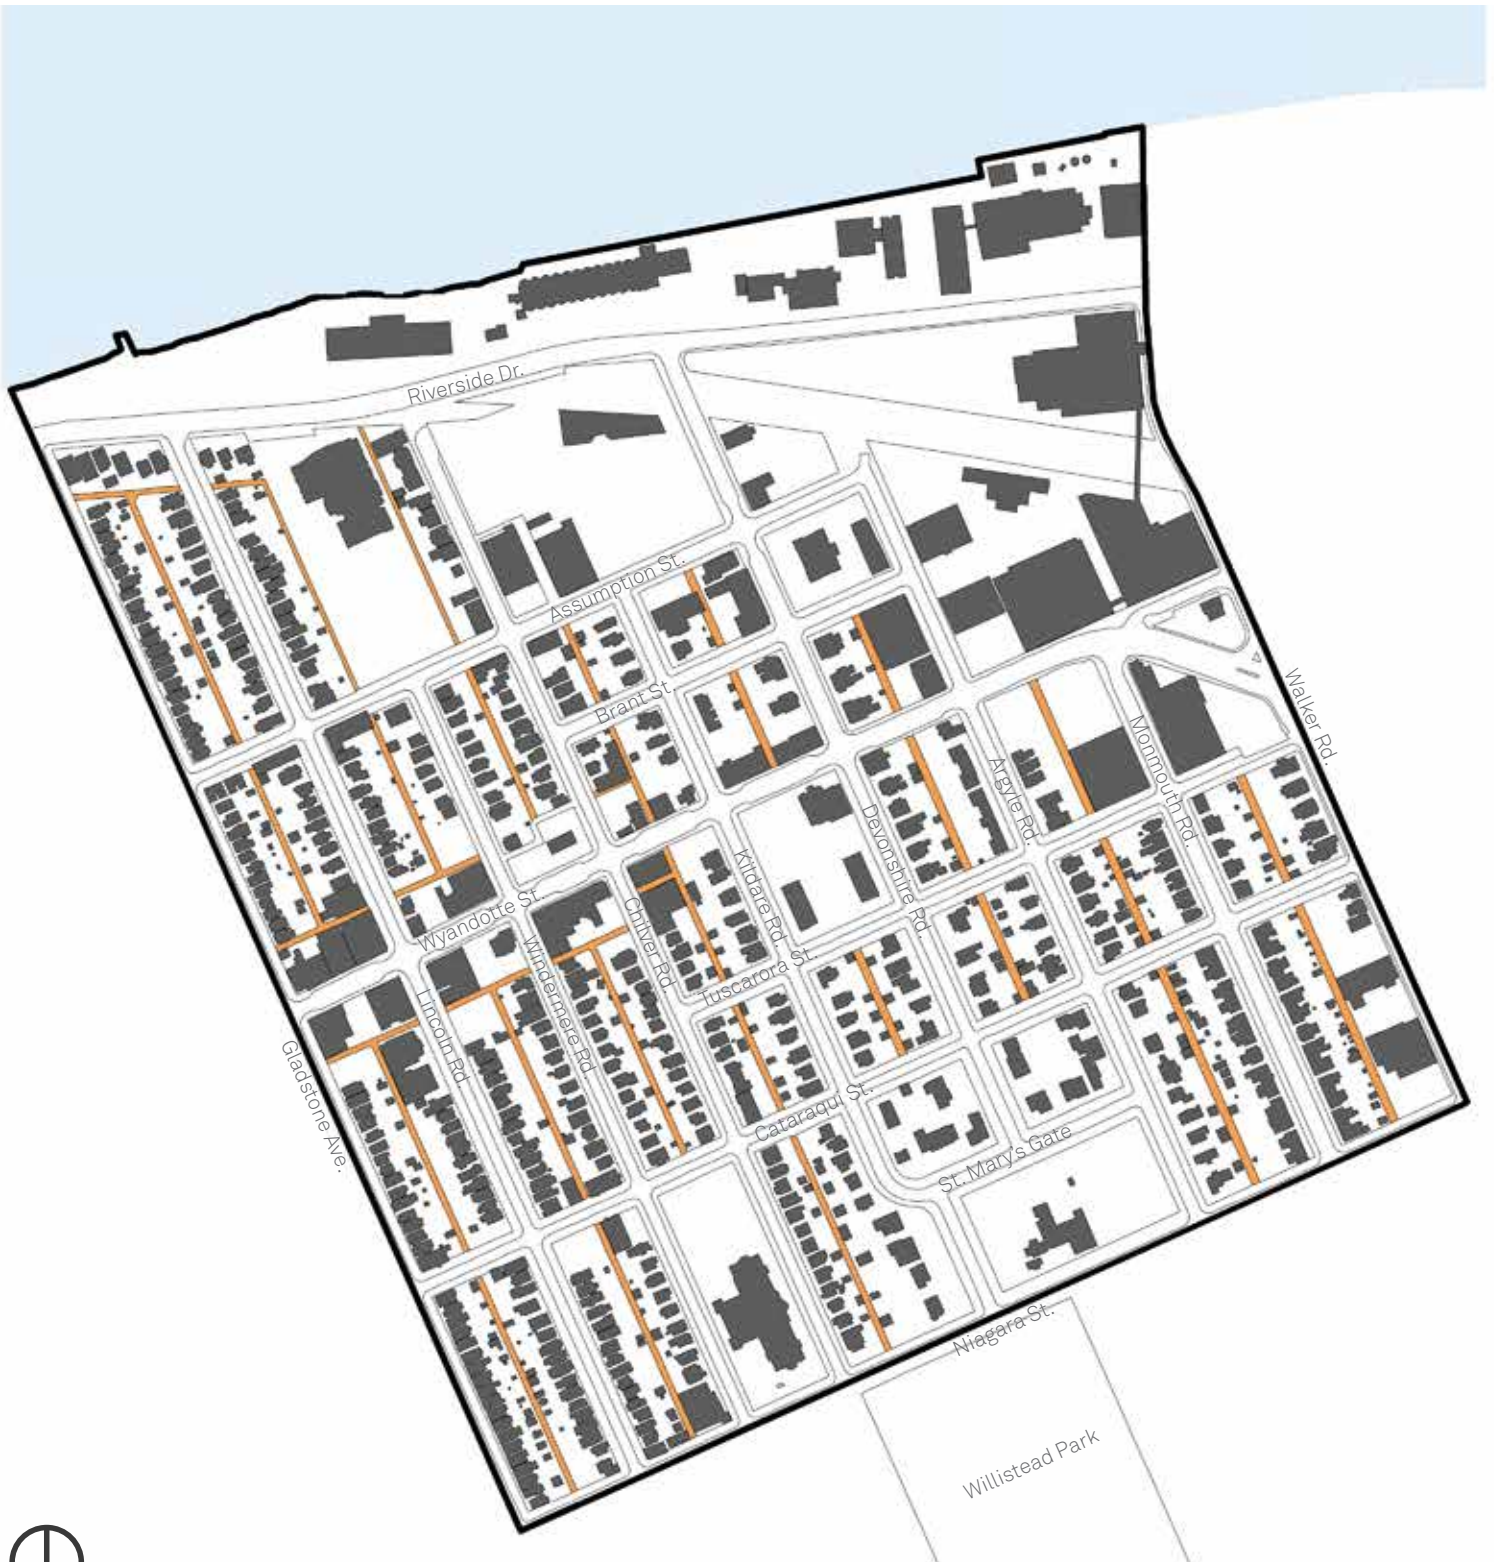 Riverside Dr.
Assumption St.
Brant St.
Walker Rd.
Monmouth Rd.
Argyle Rd.
Devonshire Rd.
Kildare Rd.
Wyandotte St.
Chilver Rd
Windermere Rd
Tuscarora St.
Lincoln Rd
Gladstone Ave.
Cataraqui St.
St. Mary's Gate
Niagara St.
Willistead Park